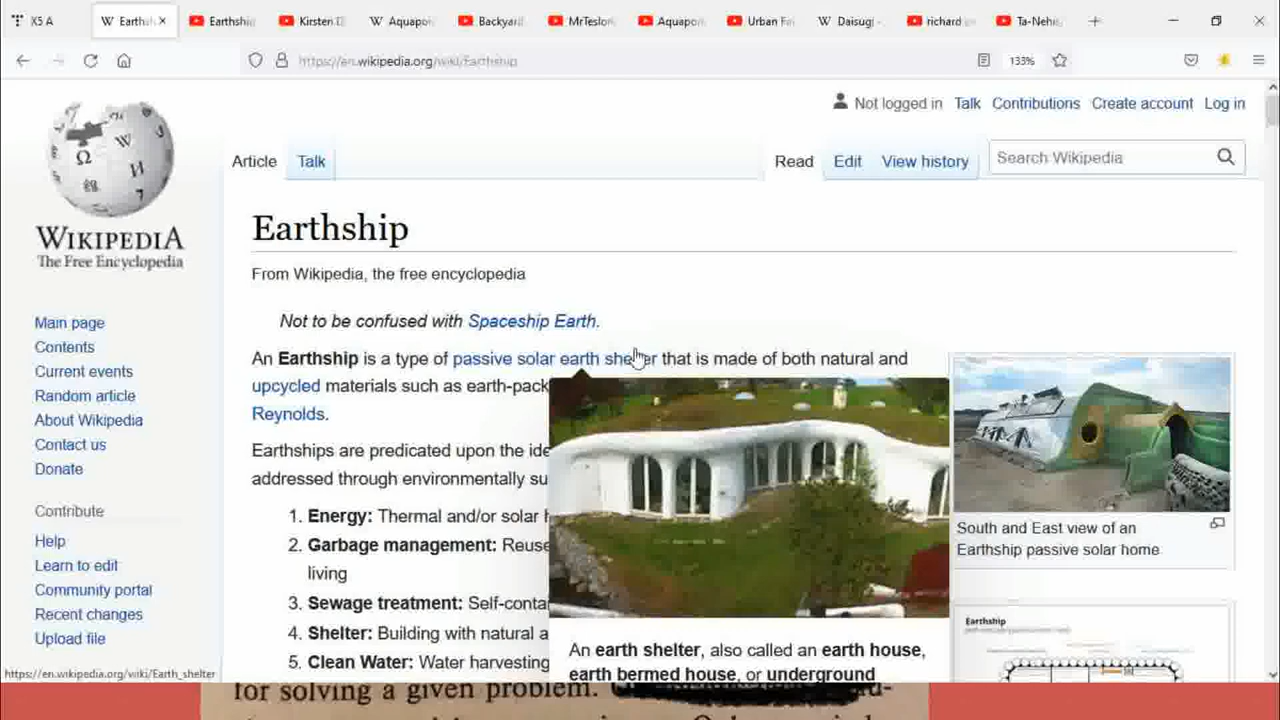 X5 A
Earthsh
Earthship
Kirsten D
Aquapo
Backyard
MrTeslon
Aquapo
Urban Fa
Daisugi
richard
Ta-Nehi
https://en.wikipedia.org/wiki/Earthship
133%
Not logged in Talk Contributions Create account Log in
Article Talk Read Edit View history Search Wikipedia
WIKIPEDIA
The Free Encyclopedia
Main page
Contents
Current events
Random article
About Wikipedia
Contact us
Donate
Contribute
Help
Learn to edit
Community portal
Recent changes
Upload file
Earthship
From Wikipedia, the free encyclopedia
Not to be confused with Spaceship Earth.
An Earthship is a type of passive solar earth shelter that is made of both natural and
upcycled materials such as earth-pack
Reynolds.
Earthships are predicated upon the ide
addressed through environmentally su
1. Energy: Thermal and/or solar h
2. Garbage management: Reuse
living
3. Sewage treatment: Self-conta
4. Shelter: Building with natural a
5. Clean Water: Water harvesting
An earth shelter, also called an earth house,
earth bermed house, or underground
South and East view of an
Earthship passive solar home
Earthship
https://en.wikipedia.org/wiki/Earth_shelter
for solving a given problem.